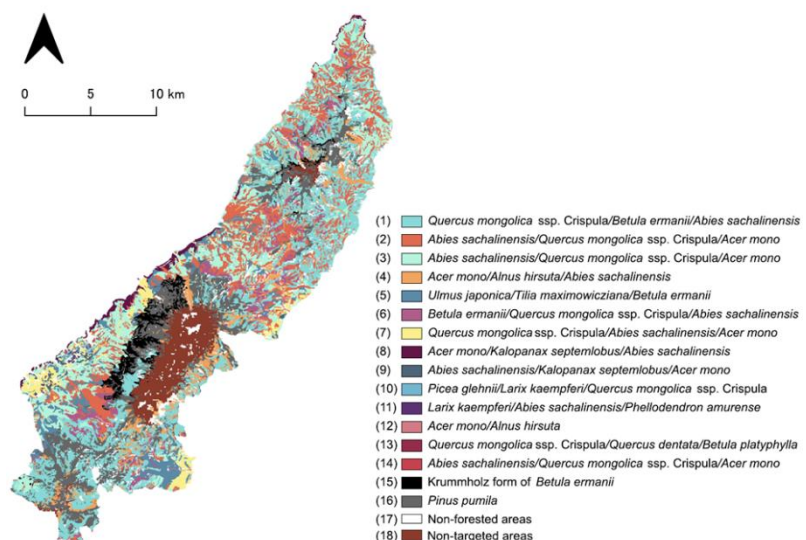 0 5 10 km
(1) Quercus mongolica ssp. Crispula/Betula ermanii/Abies sachalinensis
(2) Abies sachalinensis/Quercus mongolica ssp. Crispula/Acer mono
(3) Abies sachalinensis/Quercus mongolica ssp. Crispula/Acer mono
(4) Acer mono/Alnus hirsuta/Abies sachalinensis
(5) Ulmus japonica/Tilia maximowicziana/Betula ermanii
(6) Betula ermanii/Quercus mongolica ssp. Crispula/Abies sachalinensis
(7) Quercus mongolica ssp. Crispula/Abies sachalinensis/Acer mono
(8) Acer mono/Kalopanax septemlobus/Abies sachalinensis
(9) Abies sachalinensis/Kalopanax septemlobus/Acer mono
(10) Picea glehnii/Larix kaempferi/Quercus mongolica ssp. Crispula
(11) Larix kaempferi/Abies sachalinensis/Phellodendron amurense
(12) Acer mono/Alnus hirsuta
(13) Quercus mongolica ssp. Crispula/Quercus dentata/Betula platyphylla
(14) Abies sachalinensis/Quercus mongolica ssp. Crispula/Acer mono
(15) Krummholz form of Betula ermanii
(16) Pinus pumila
(17) Non-forested areas
(18) Non-targeted areas